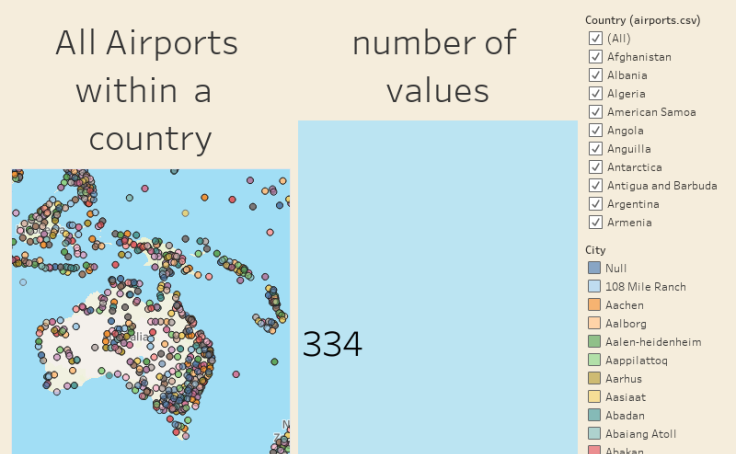 All Airports
within a
country
number of
values
334
Country (airports.csv)
(All)
Afghanistan
Albania
Algeria
American Samoa
Angola
Anguilla
Antarctica
Antigua and Barbuda
Argentina
Armenia
City
Null
108 Mile Ranch
Aachen
Aalborg
Aalen-heidenheim
Aappilattoq
Aarhus
Aasiaat
Abadan
Abaiang Atoll
Abakan